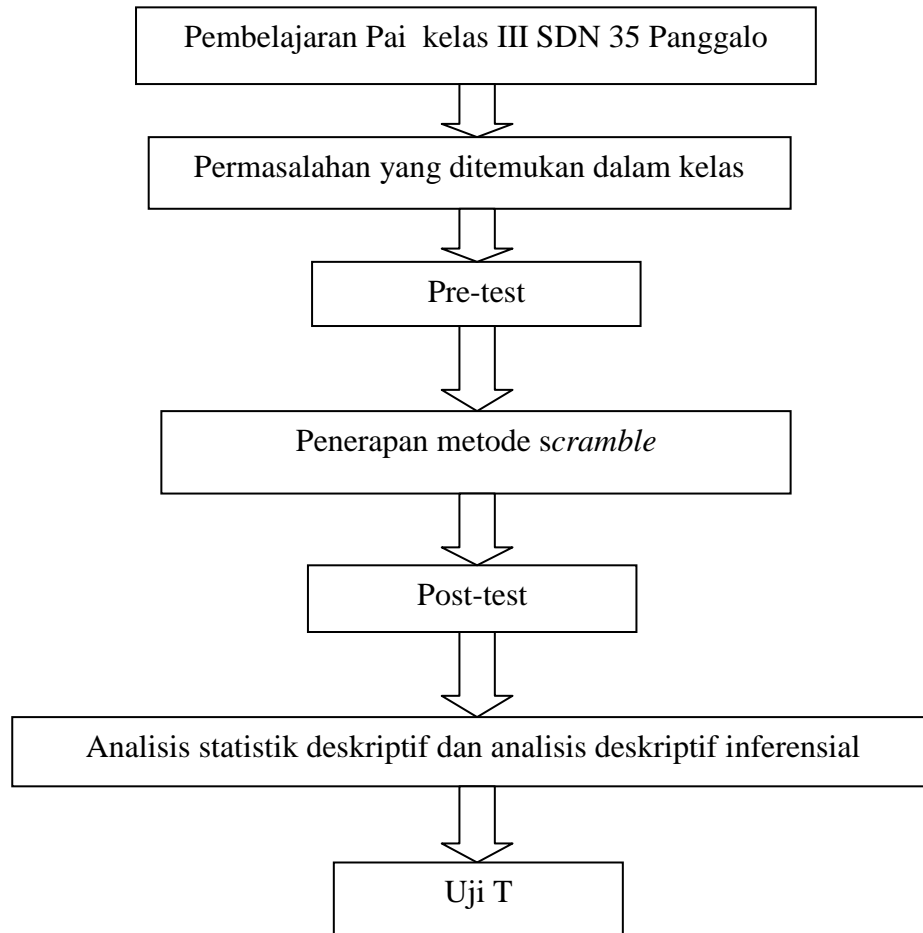 Pembelajaran Pai kelas III SDN 35 Panggalo
Permasalahan yang ditemukan dalam kelas
Pre-test
Penerapan metode scramble
Post-test
Analisis statistik deskriptif dan analisis deskriptif inferensial
Uji T